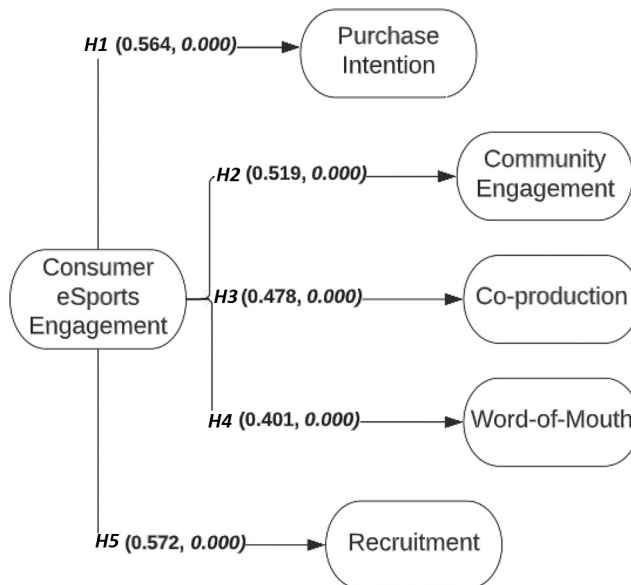 H1 (0.564, 0.000)
Purchase
Intention
H2 (0.519, 0.000)
Community
Engagement
Consumer
eSports
Engagement
H3 (0.478, 0.000)
Co-production
H4 (0.401, 0.000)
Word-of-Mouth
H5 (0.572, 0.000)
Recruitment